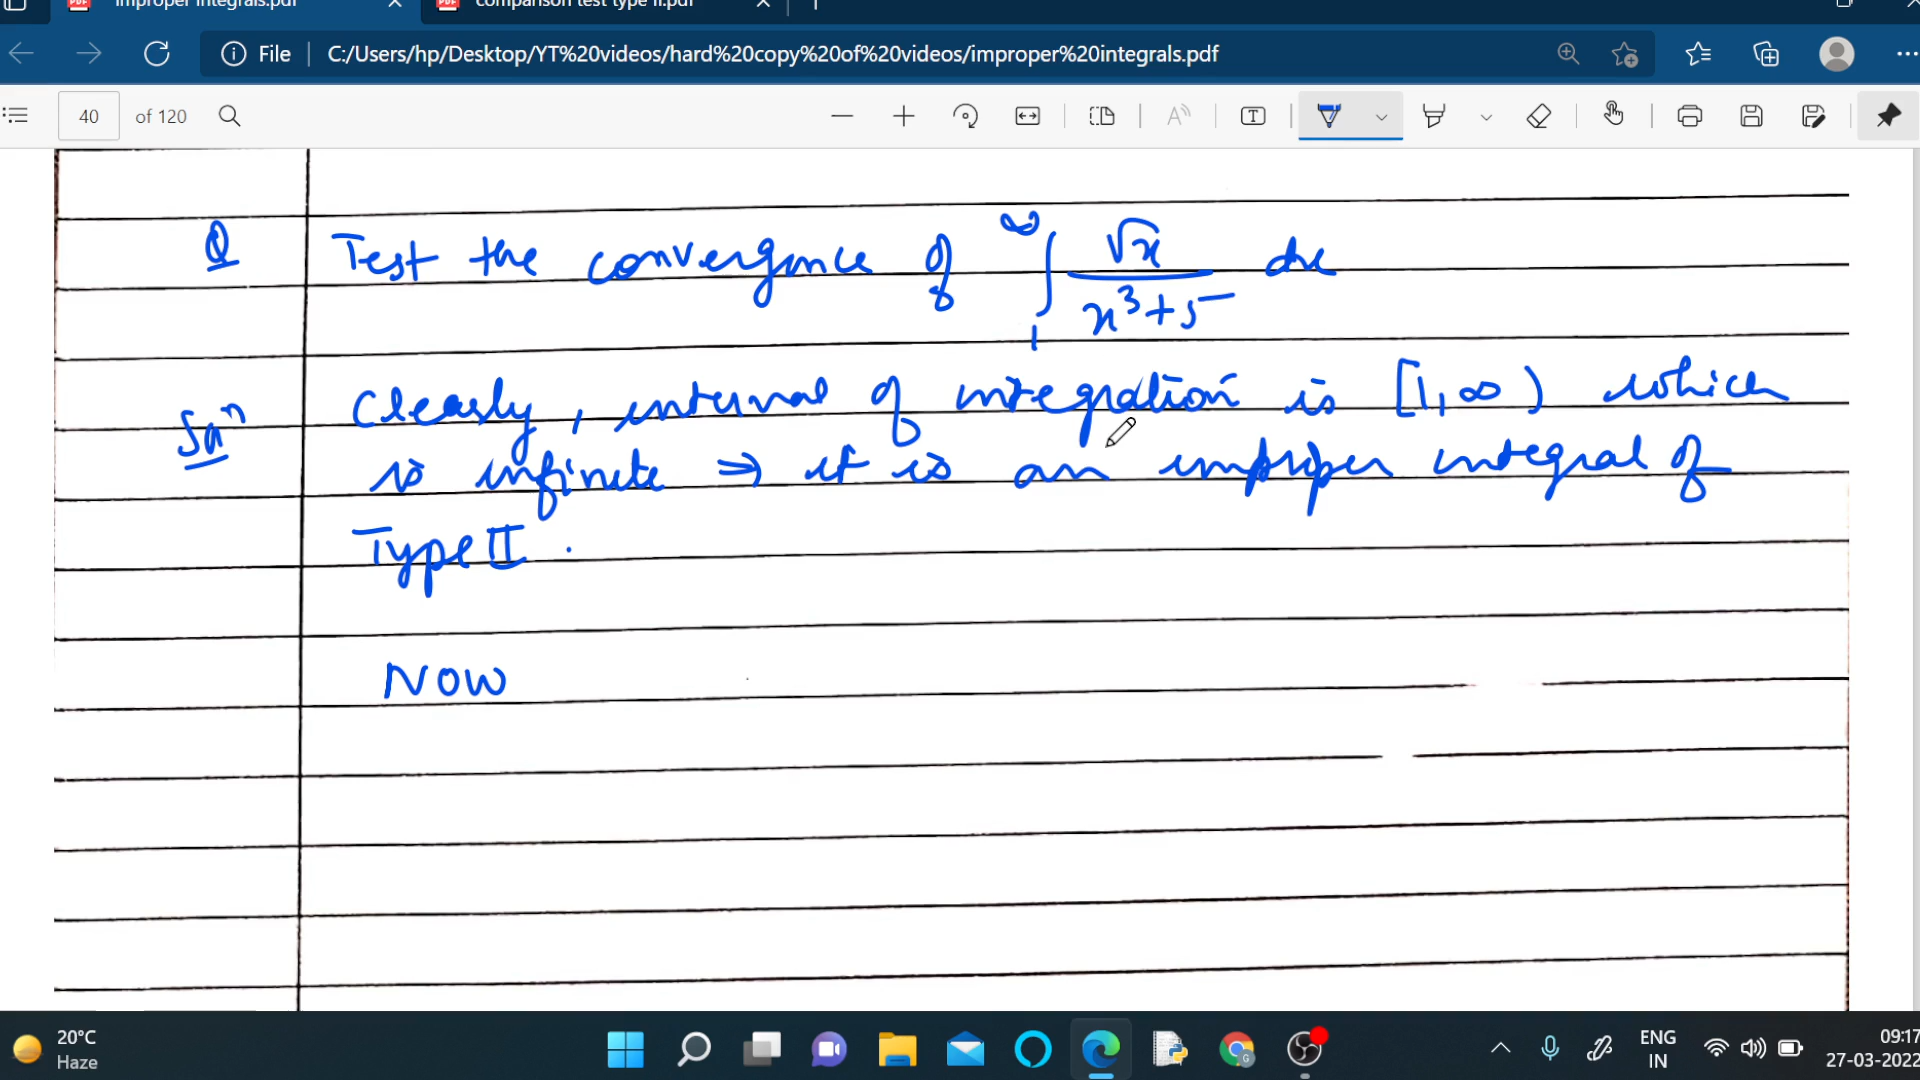 improper integrals.pdf
comparison test type II.pdf
File C:/Users/hp/Desktop/YT%20videos/hard%20copy%20of%20videos/improper%20integrals.pdf
40 of 120
Q Test the convergence of ∫₁^∞ √x/(x³+5) dx
Solⁿ Clearly, interval of integration is [1,∞) which
is infinite ⇒ it is an improper integral of
Type II.
NOW
20°C
Haze
ENG
IN
09:17
27-03-2022